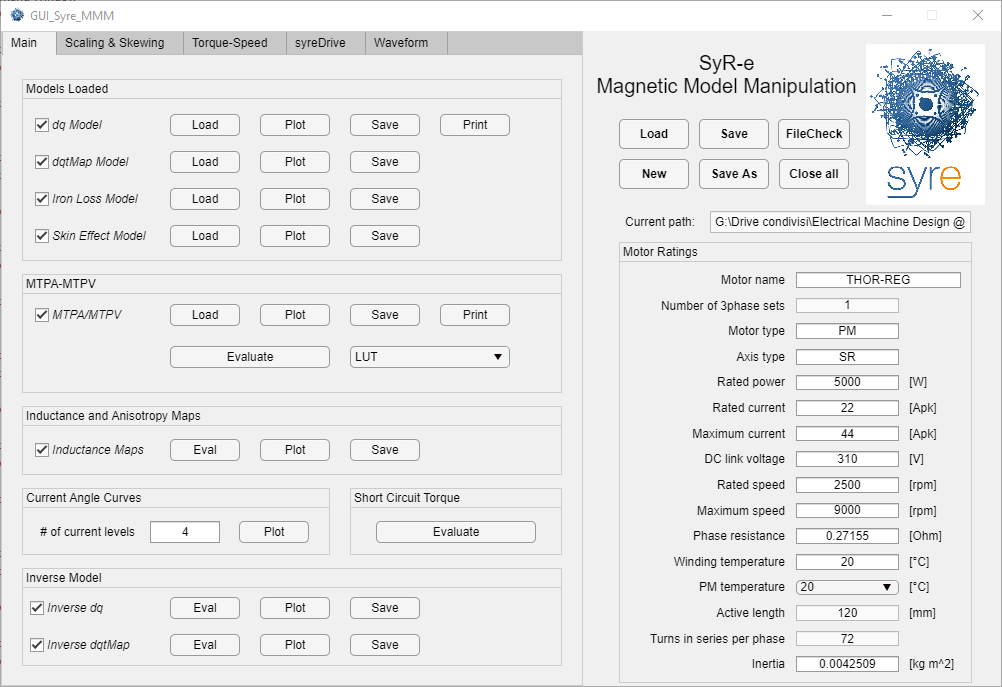 GUI_Syre_MMM
Main Scaling & Skewing Torque-Speed syreDrive Waveform
Models Loaded
dq Model Load Plot Save Print
dqtMap Model Load Plot Save
Iron Loss Model Load Plot Save
Skin Effect Model Load Plot Save
MTPA-MTPV
MTPA/MTPV Load Plot Save Print
Evaluate LUT
Inductance and Anisotropy Maps
Inductance Maps Eval Plot Save
Current Angle Curves
# of current levels 4 Plot
Short Circuit Torque
Evaluate
Inverse Model
Inverse dq Eval Plot Save
Inverse dqtMap Eval Plot Save
SyR-e
Magnetic Model Manipulation
Load Save FileCheck
New Save As Close all
syre
Current path: G:\Drive condivisi\Electrical Machine Design @
Motor Ratings
Motor name THOR-REG
Number of 3phase sets 1
Motor type PM
Axis type SR
Rated power 5000 [W]
Rated current 22 [Apk]
Maximum current 44 [Apk]
DC link voltage 310 [V]
Rated speed 2500 [rpm]
Maximum speed 9000 [rpm]
Phase resistance 0.27155 [Ohm]
Winding temperature 20 [°C]
PM temperature 20 [°C]
Active length 120 [mm]
Turns in series per phase 72
Inertia 0.0042509 [kg m^2]